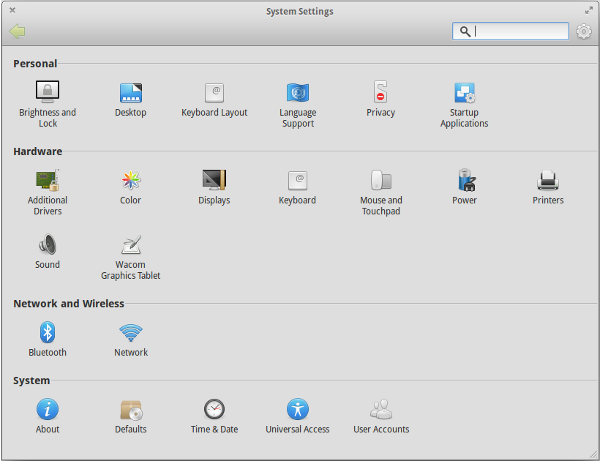 System Settings
Personal
Brightness and
Lock
Desktop
Keyboard Layout
Language
Support
Privacy
Startup
Applications
Hardware
Additional
Drivers
Color
Displays
Keyboard
Mouse and
Touchpad
Power
Printers
Sound
Wacom
Graphics Tablet
Network and Wireless
Bluetooth
Network
System
About
Defaults
Time & Date
Universal Access
User Accounts